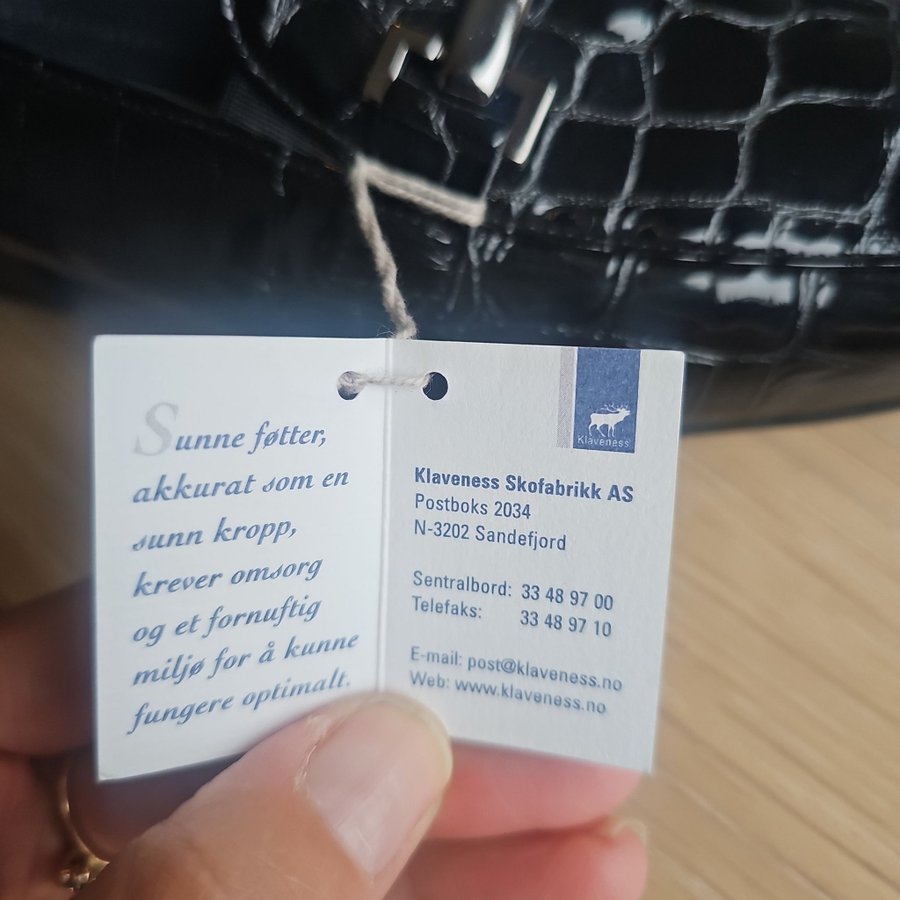 Sunne føtter,
akkurat som en
sunn kropp,
krever omsorg
og et fornuftig
miljø for å kunne
fungere optimalt.
Klaveness
Klaveness Skofabrikk AS
Postboks 2034
N-3202 Sandefjord
Sentralbord: 33 48 97 00
Telefaks: 33 48 97 10
E-mail: post@klaveness.no
Web: www.klaveness.no